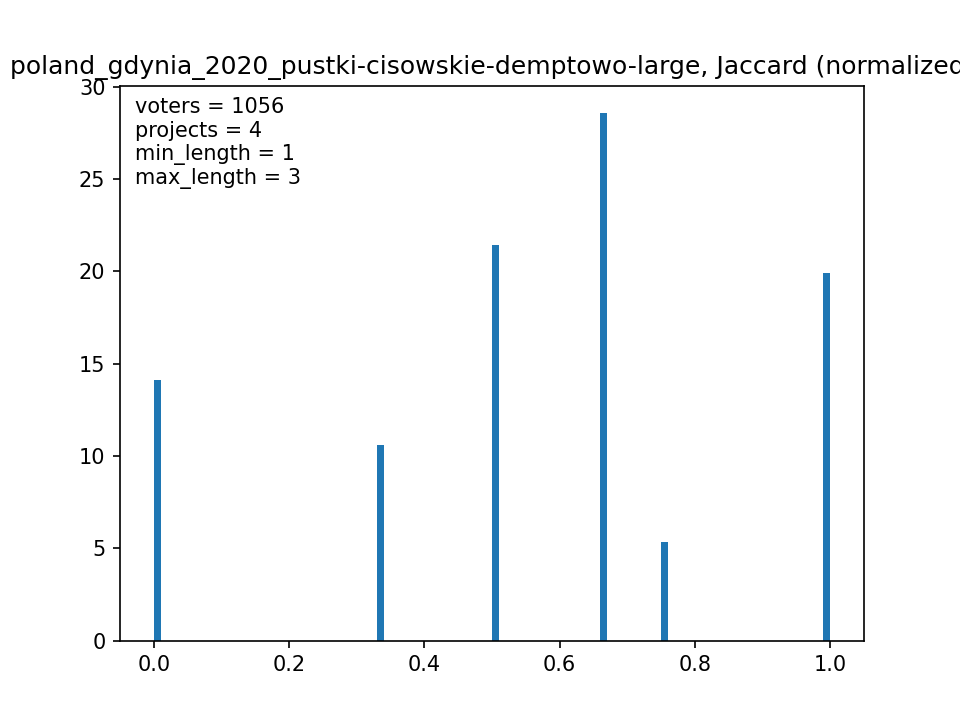 poland_gdynia_2020_pustki-cisowskie-demptowo-large, Jaccard (normalized
voters = 1056
projects = 4
min_length = 1
max_length = 3
30
25
20
15
10
5
0
0.0 0.2 0.4 0.6 0.8 1.0